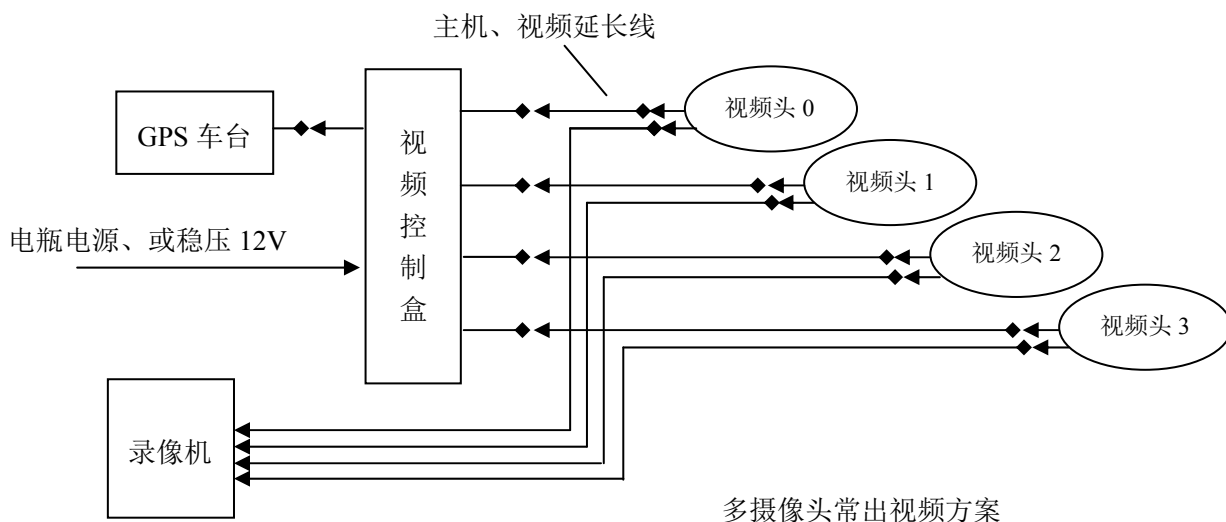 主机、视频延长线
视频头 0
GPS 车台
视频控制盒
视频头 1
电瓶电源、或稳压 12V
视频头 2
视频头 3
录像机
多摄像头常出视频方案